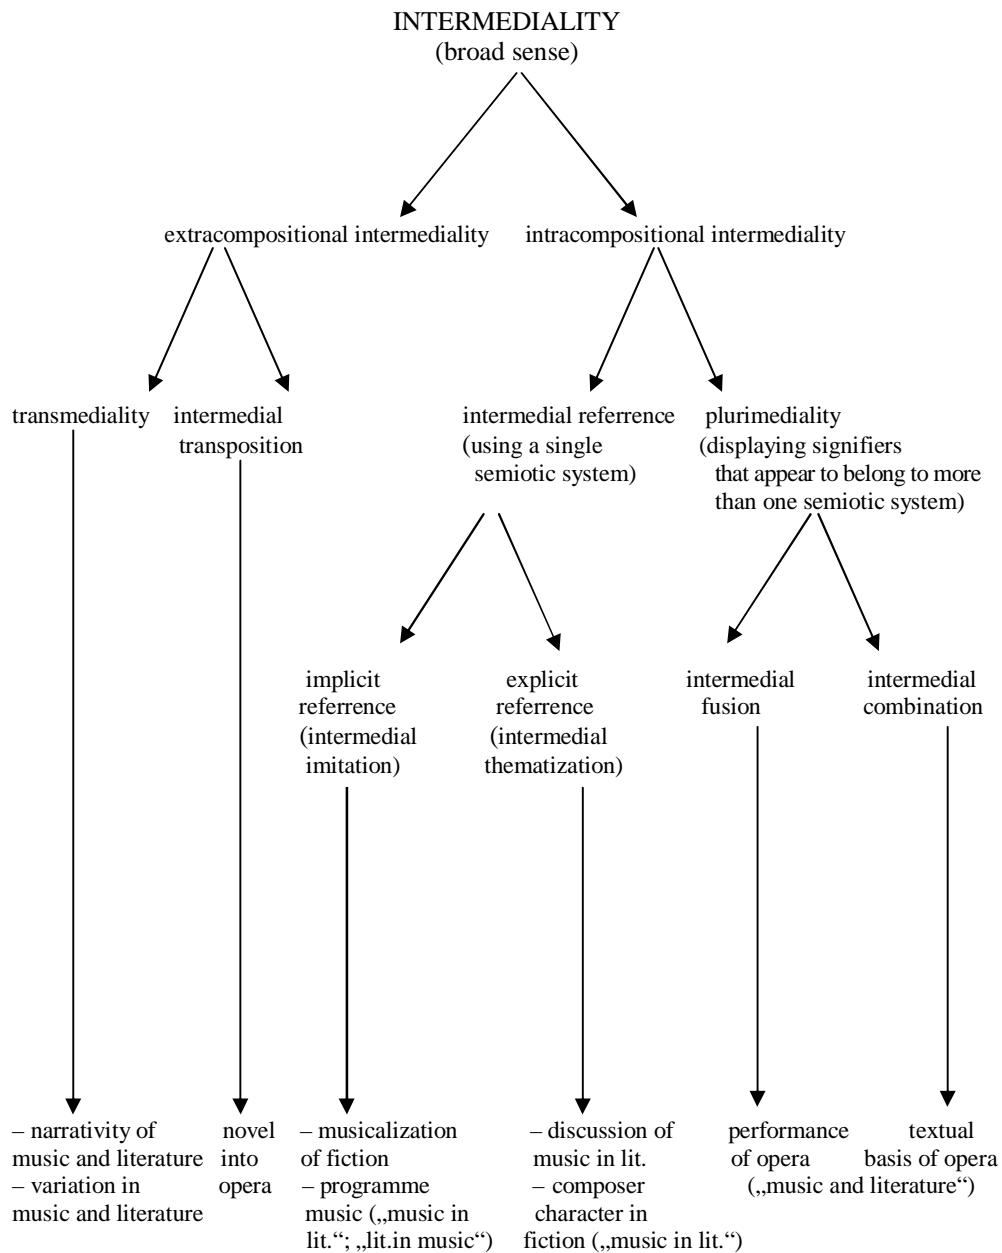 INTERMEDIALITY
(broad sense)
extracompositional intermediality
intracompositional intermediality
transmediality
intermedial
transposition
intermedial referrence
(using a single
semiotic system)
plurimediality
(displaying signifiers
that appear to belong to more
than one semiotic system)
implicit
referrence
(intermedial
imitation)
explicit
referrence
(intermedial
thematization)
intermedial
fusion
intermedial
combination
– narrativity of
music and literature
– variation in
music and literature
novel
into
opera
– musicalization
of fiction
– programme
music („music in
lit.“; „lit.in music“)
– discussion of
music in lit.
– composer
character in
fiction („music in lit.“)
performance
of opera
textual
basis of opera
(„music and literature“)